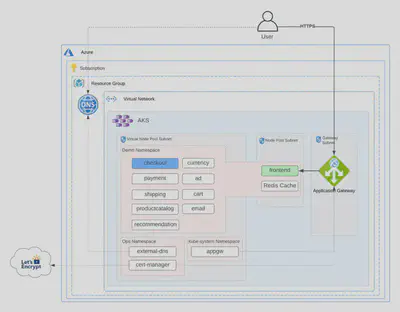 User
HTTPS
Azure
Subscription
Resource Group
DNS
Virtual Network
AKS
Virtual Node Pool Subnet
Node Pool Subnet
Gateway
Subnet
Demo Namespace
checkout
currency
payment
ad
shipping
cart
productcatalog
email
recommendation
frontend
Redis Cache
Application Gateway
Ops Namespace
Kube-system Namespace
external-dns
appgw
cert-manager
Let's
Encrypt